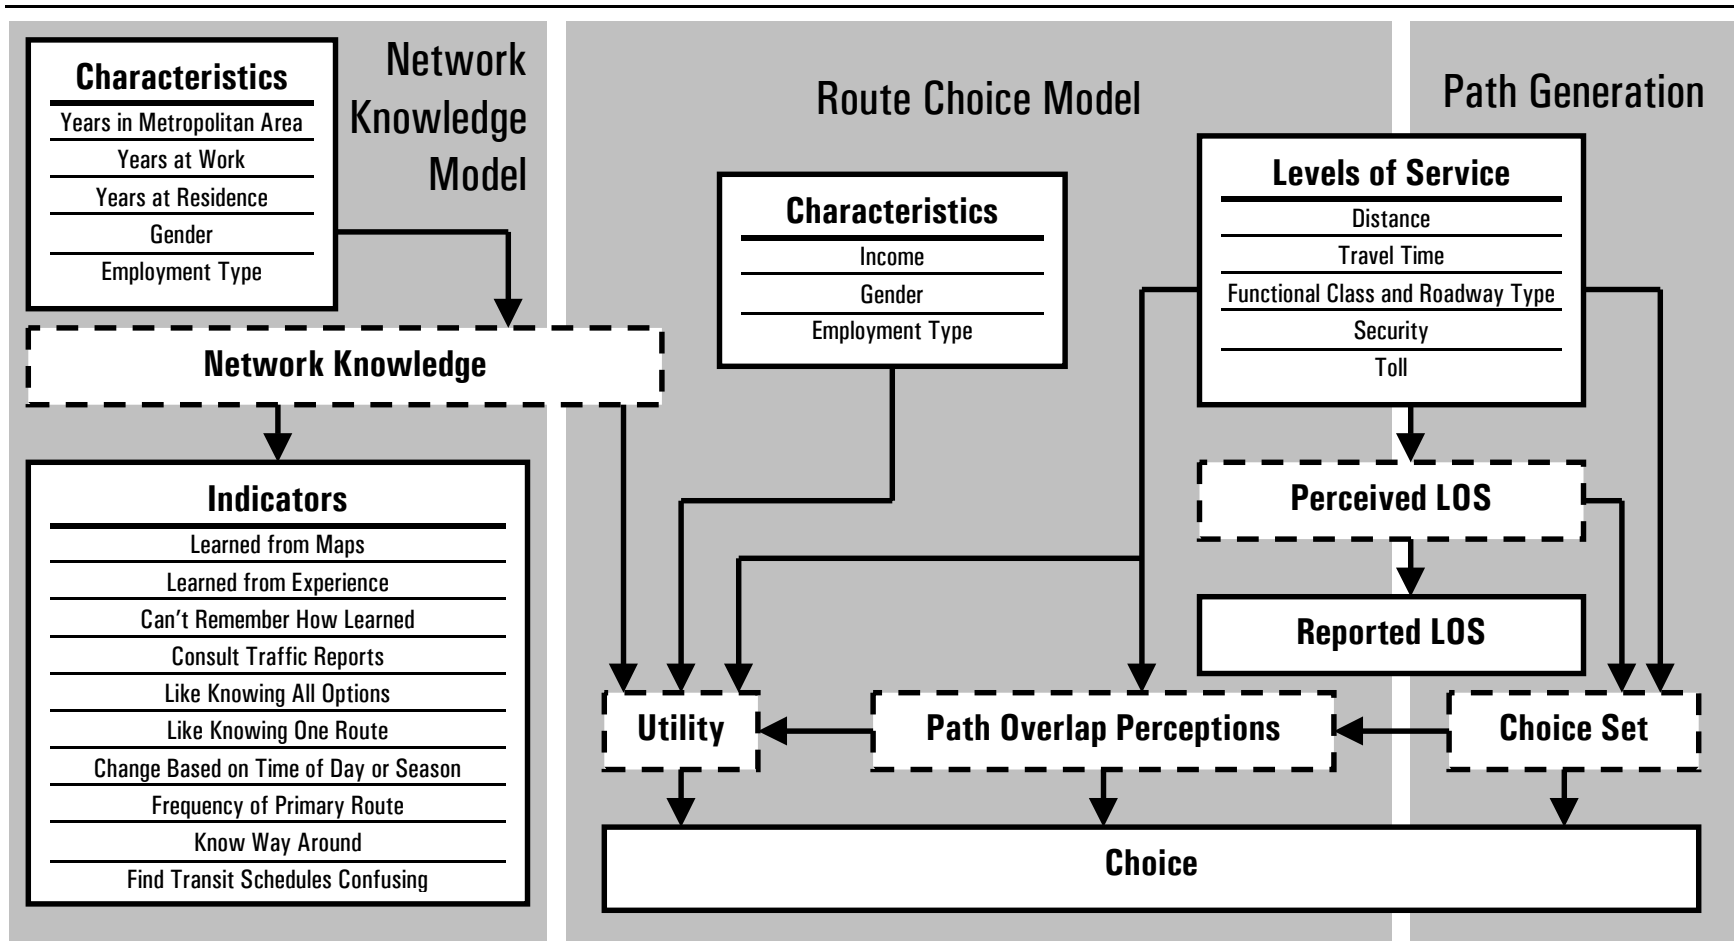 Network
Knowledge
Model
Characteristics
Years in Metropolitan Area
Years at Work
Years at Residence
Gender
Employment Type
Network Knowledge
Indicators
Learned from Maps
Learned from Experience
Can't Remember How Learned
Consult Traffic Reports
Like Knowing All Options
Like Knowing One Route
Change Based on Time of Day or Season
Frequency of Primary Route
Know Way Around
Find Transit Schedules Confusing
Route Choice Model
Characteristics
Income
Gender
Employment Type
Path Generation
Levels of Service
Distance
Travel Time
Functional Class and Roadway Type
Security
Toll
Perceived LOS
Reported LOS
Utility
Path Overlap Perceptions
Choice Set
Choice